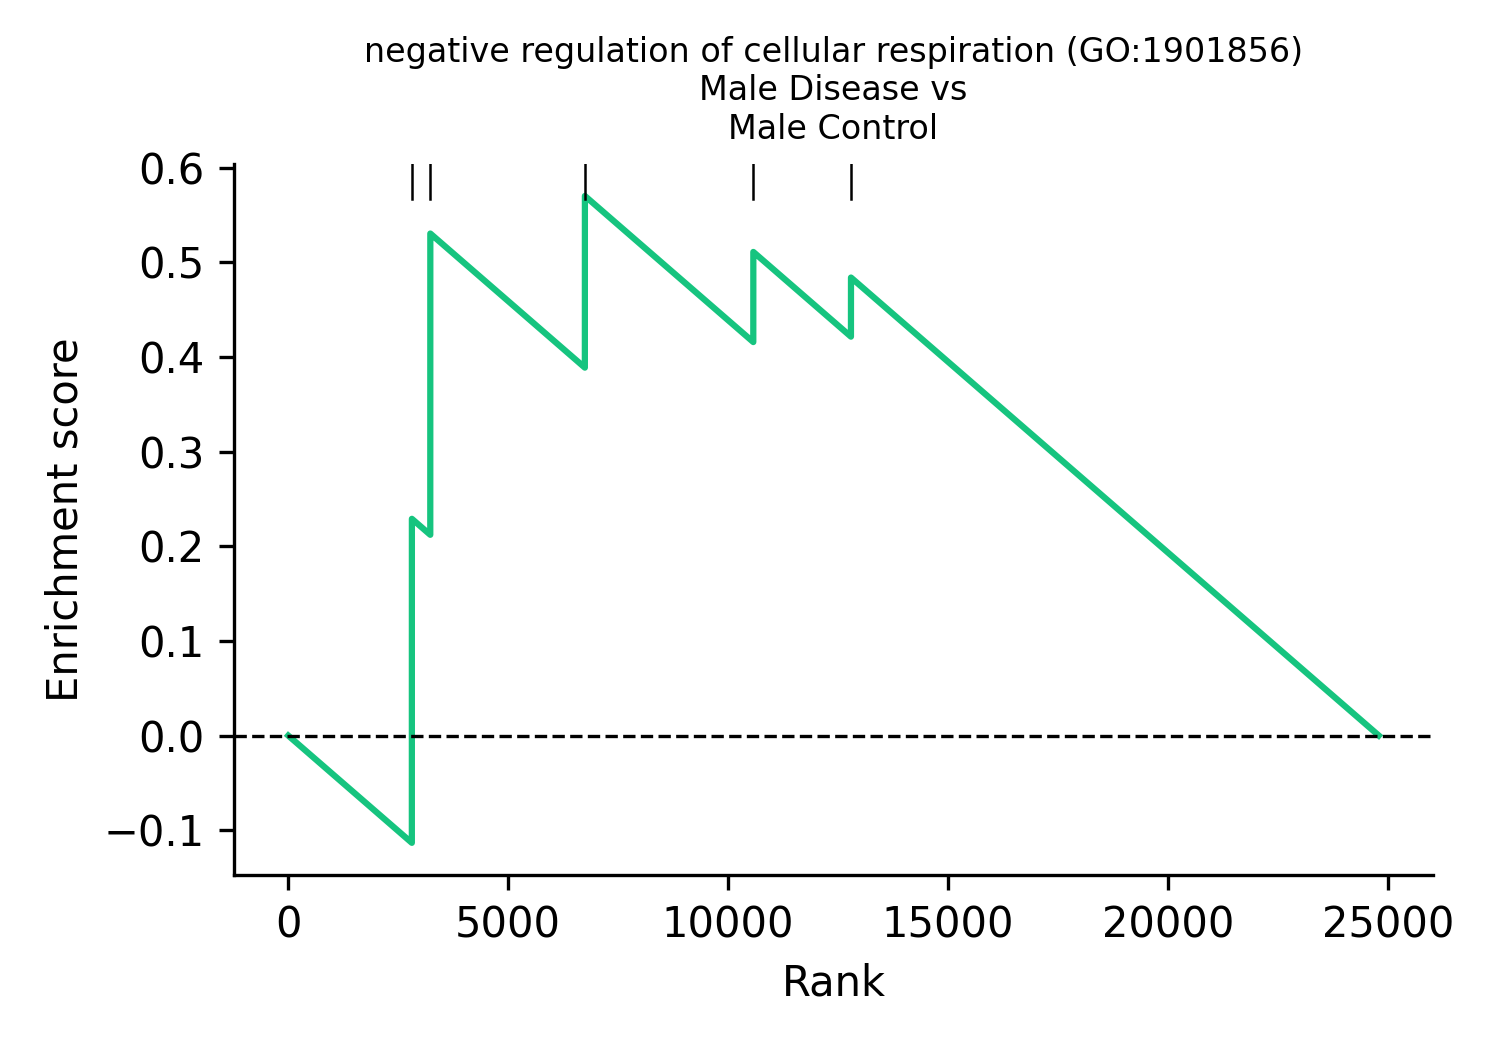 negative regulation of cellular respiration (GO:1901856)
Male Disease vs
Male Control
0.6
0.5
0.4
0.3
0.2
0.1
0.0
−0.1
Enrichment score
0 5000 10000 15000 20000 25000
Rank